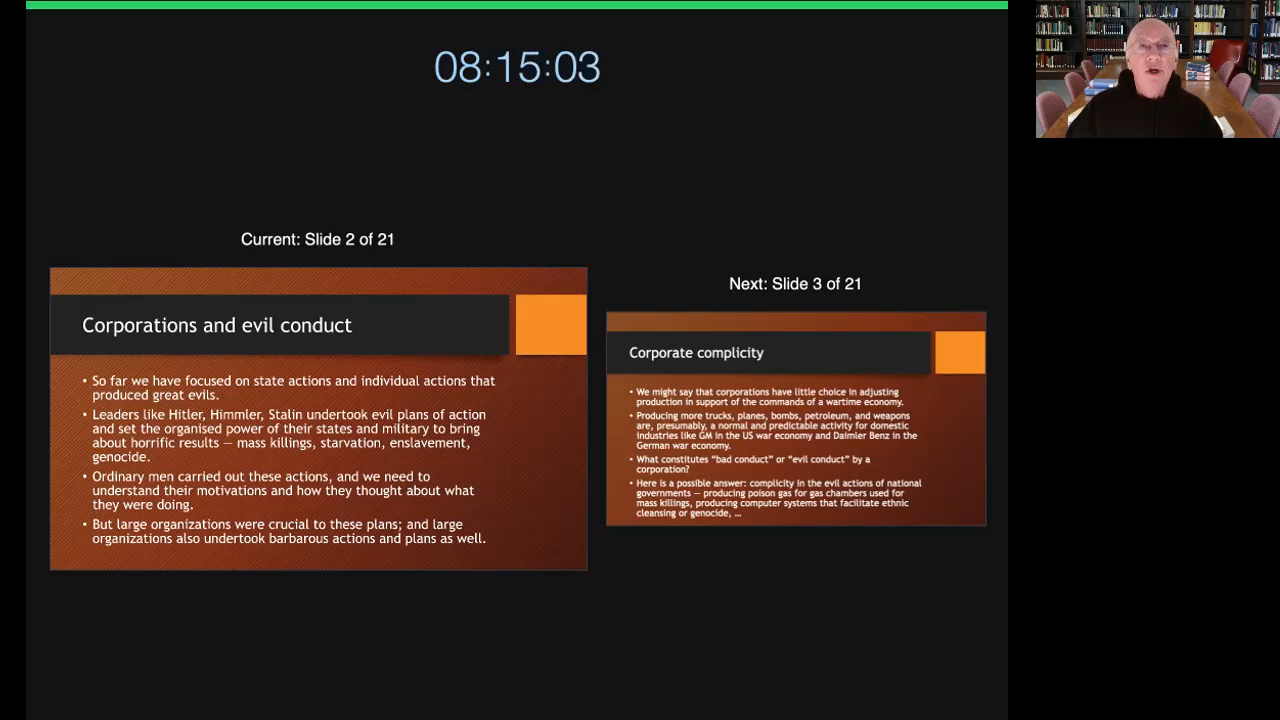 08:15:03
Current: Slide 2 of 21
Corporations and evil conduct
• So far we have focused on state actions and individual actions that
produced great evils.
• Leaders like Hitler, Himmler, Stalin undertook evil plans of action
and set the organised power of their states and military to bring
about horrific results — mass killings, starvation, enslavement,
genocide.
• Ordinary men carried out these actions, and we need to
understand their motivations and how they thought about what
they were doing.
• But large organizations were crucial to these plans; and large
organizations also undertook barbarous actions and plans as well.
Next: Slide 3 of 21
Corporate complicity
• We might say that corporations have little choice in adjusting
production in support of the commands of a wartime economy.
• Producing more trucks, planes, bombs, petroleum, and weapons
are, presumably, a normal and predictable activity for domestic
industries like GM in the US war economy and Daimler Benz in the
German war economy.
• What constitutes “bad conduct” or “evil conduct” by a
corporation?
• Here is a possible answer: complicity in the evil actions of national
governments — producing poison gas for gas chambers used for
mass killings, producing computer systems that facilitate ethnic
cleansing or genocide, …